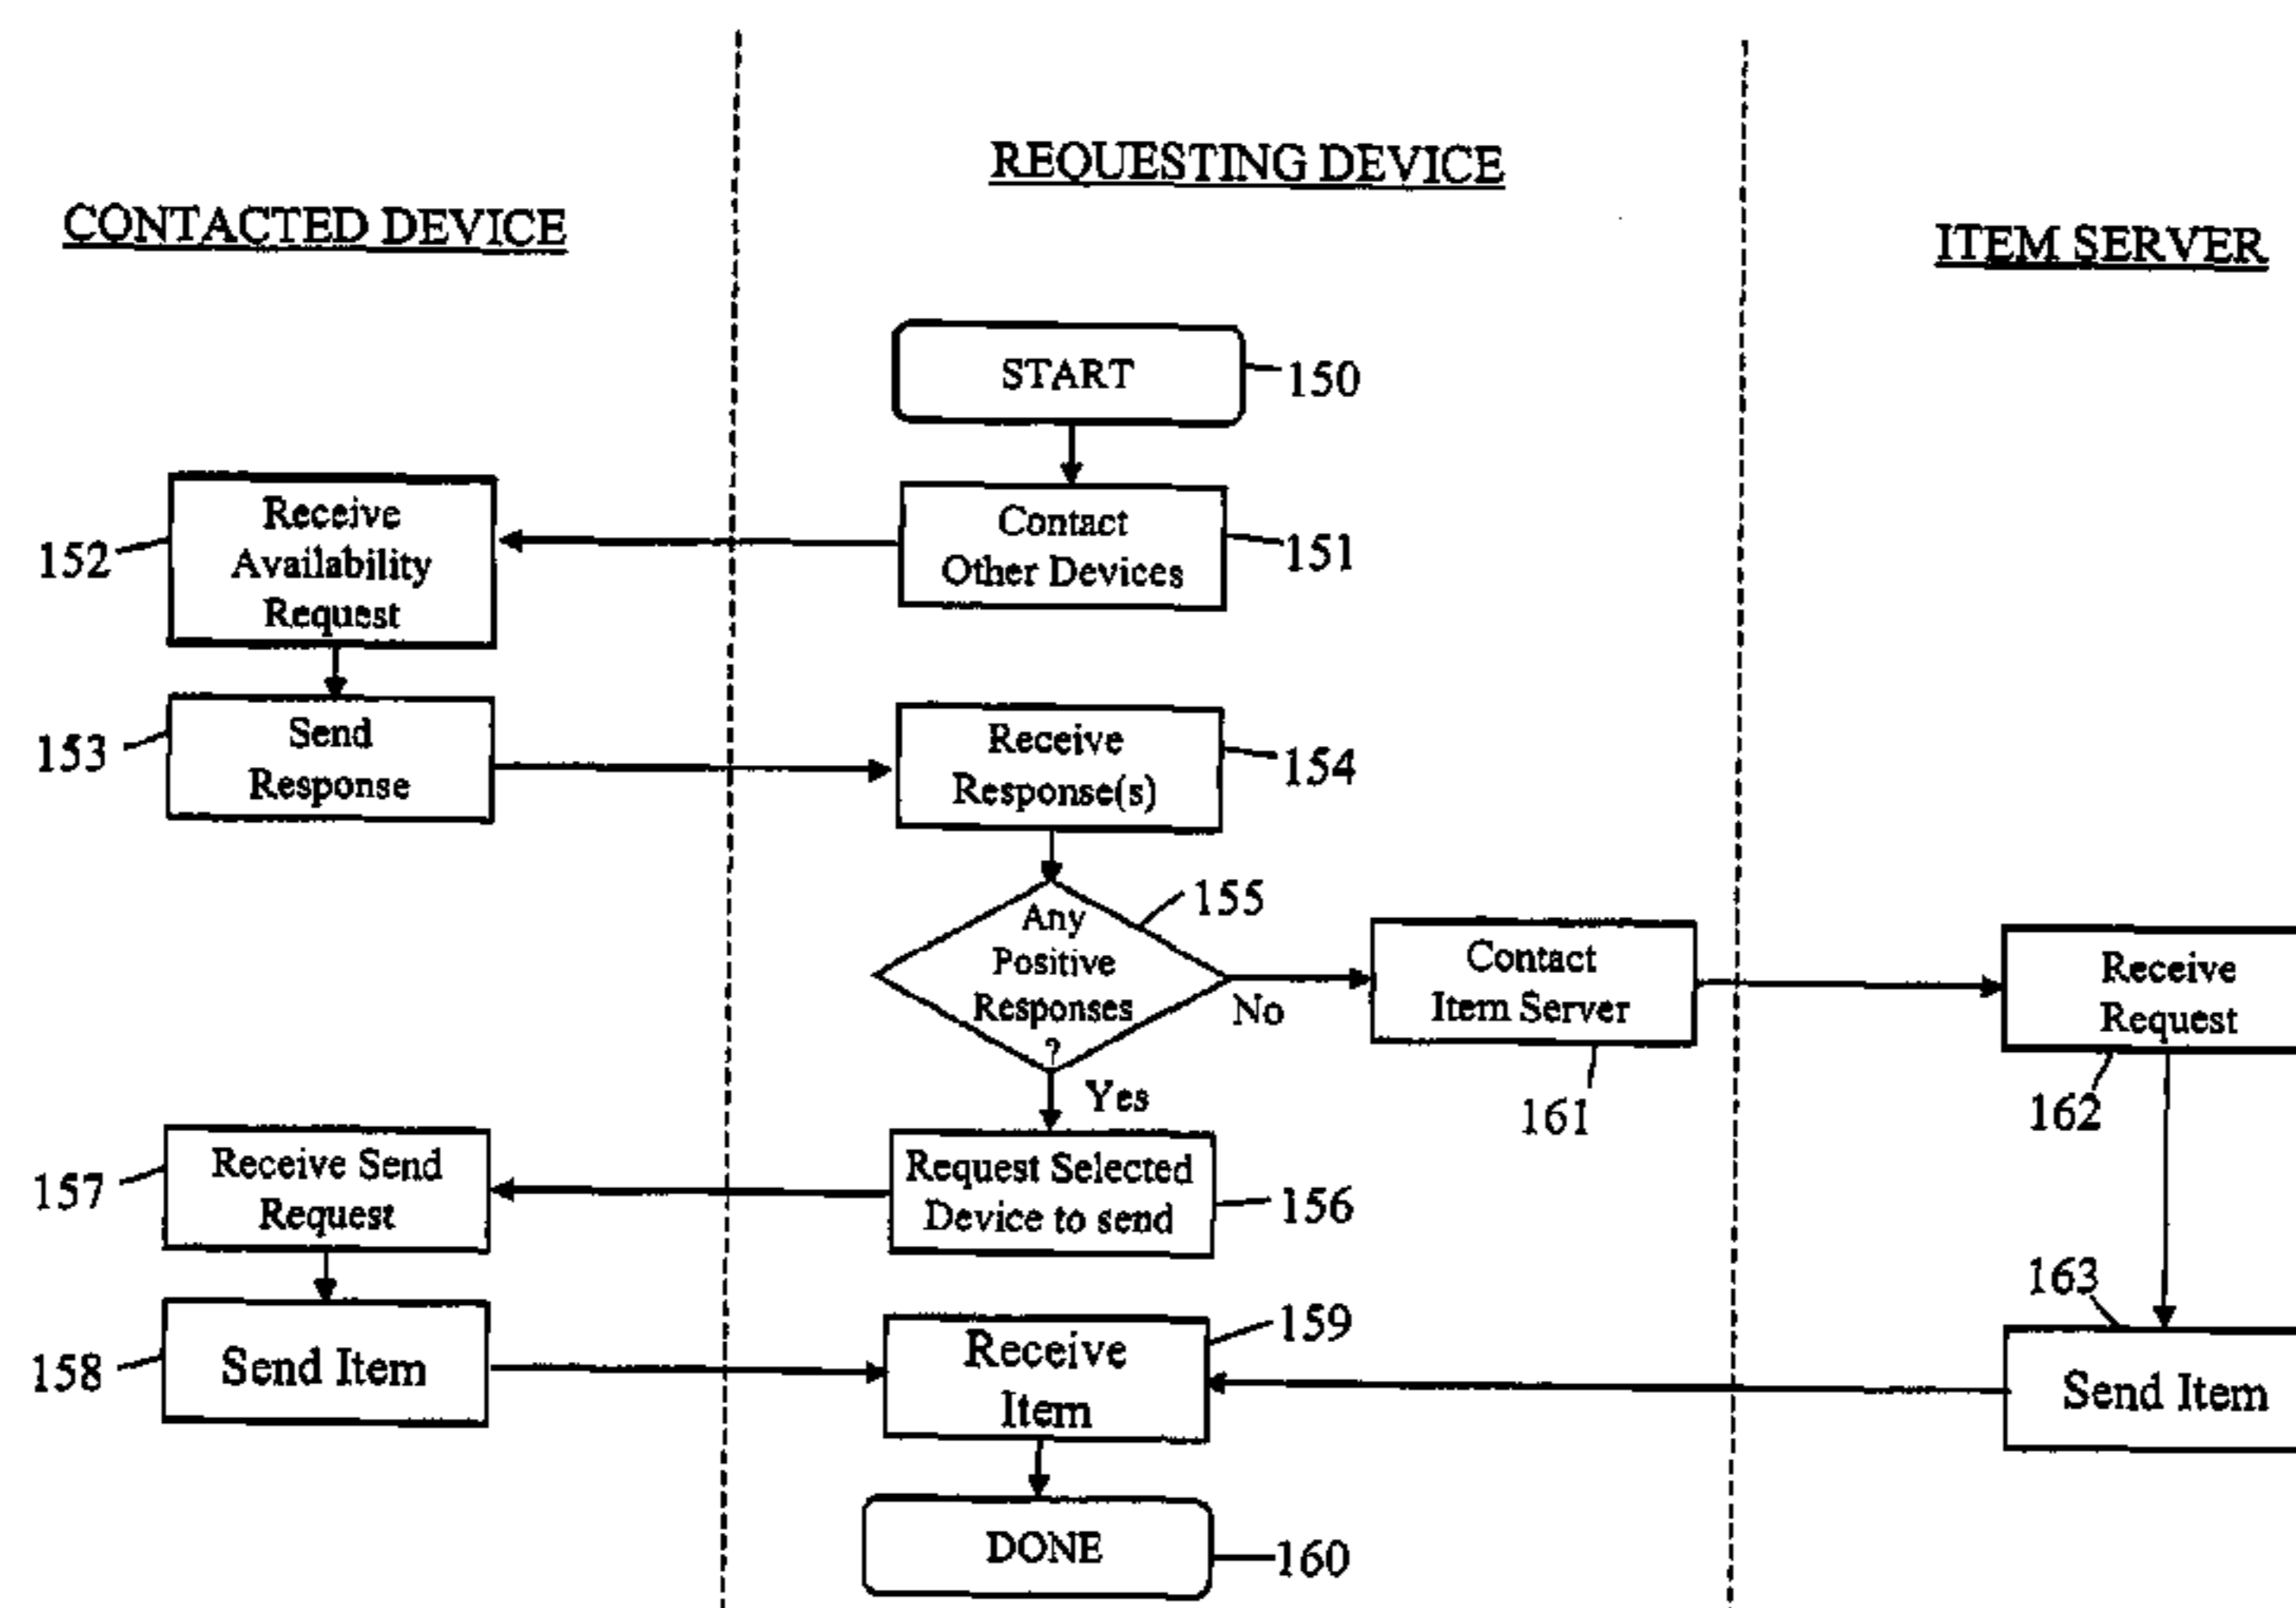 REQUESTING DEVICE
CONTACTED DEVICE
ITEM SERVER
START
150
Receive
Availability
Request
152
Contact
Other Devices
151
Send
Response
153
Receive
Response(s)
154
Any
Positive
Responses
?
155
No
Yes
Contact
Item Server
161
Receive
Request
162
Receive Send
Request
157
Request Selected
Device to send
156
163
Send Item
158
Receive
Item
159
Send Item
DONE
160